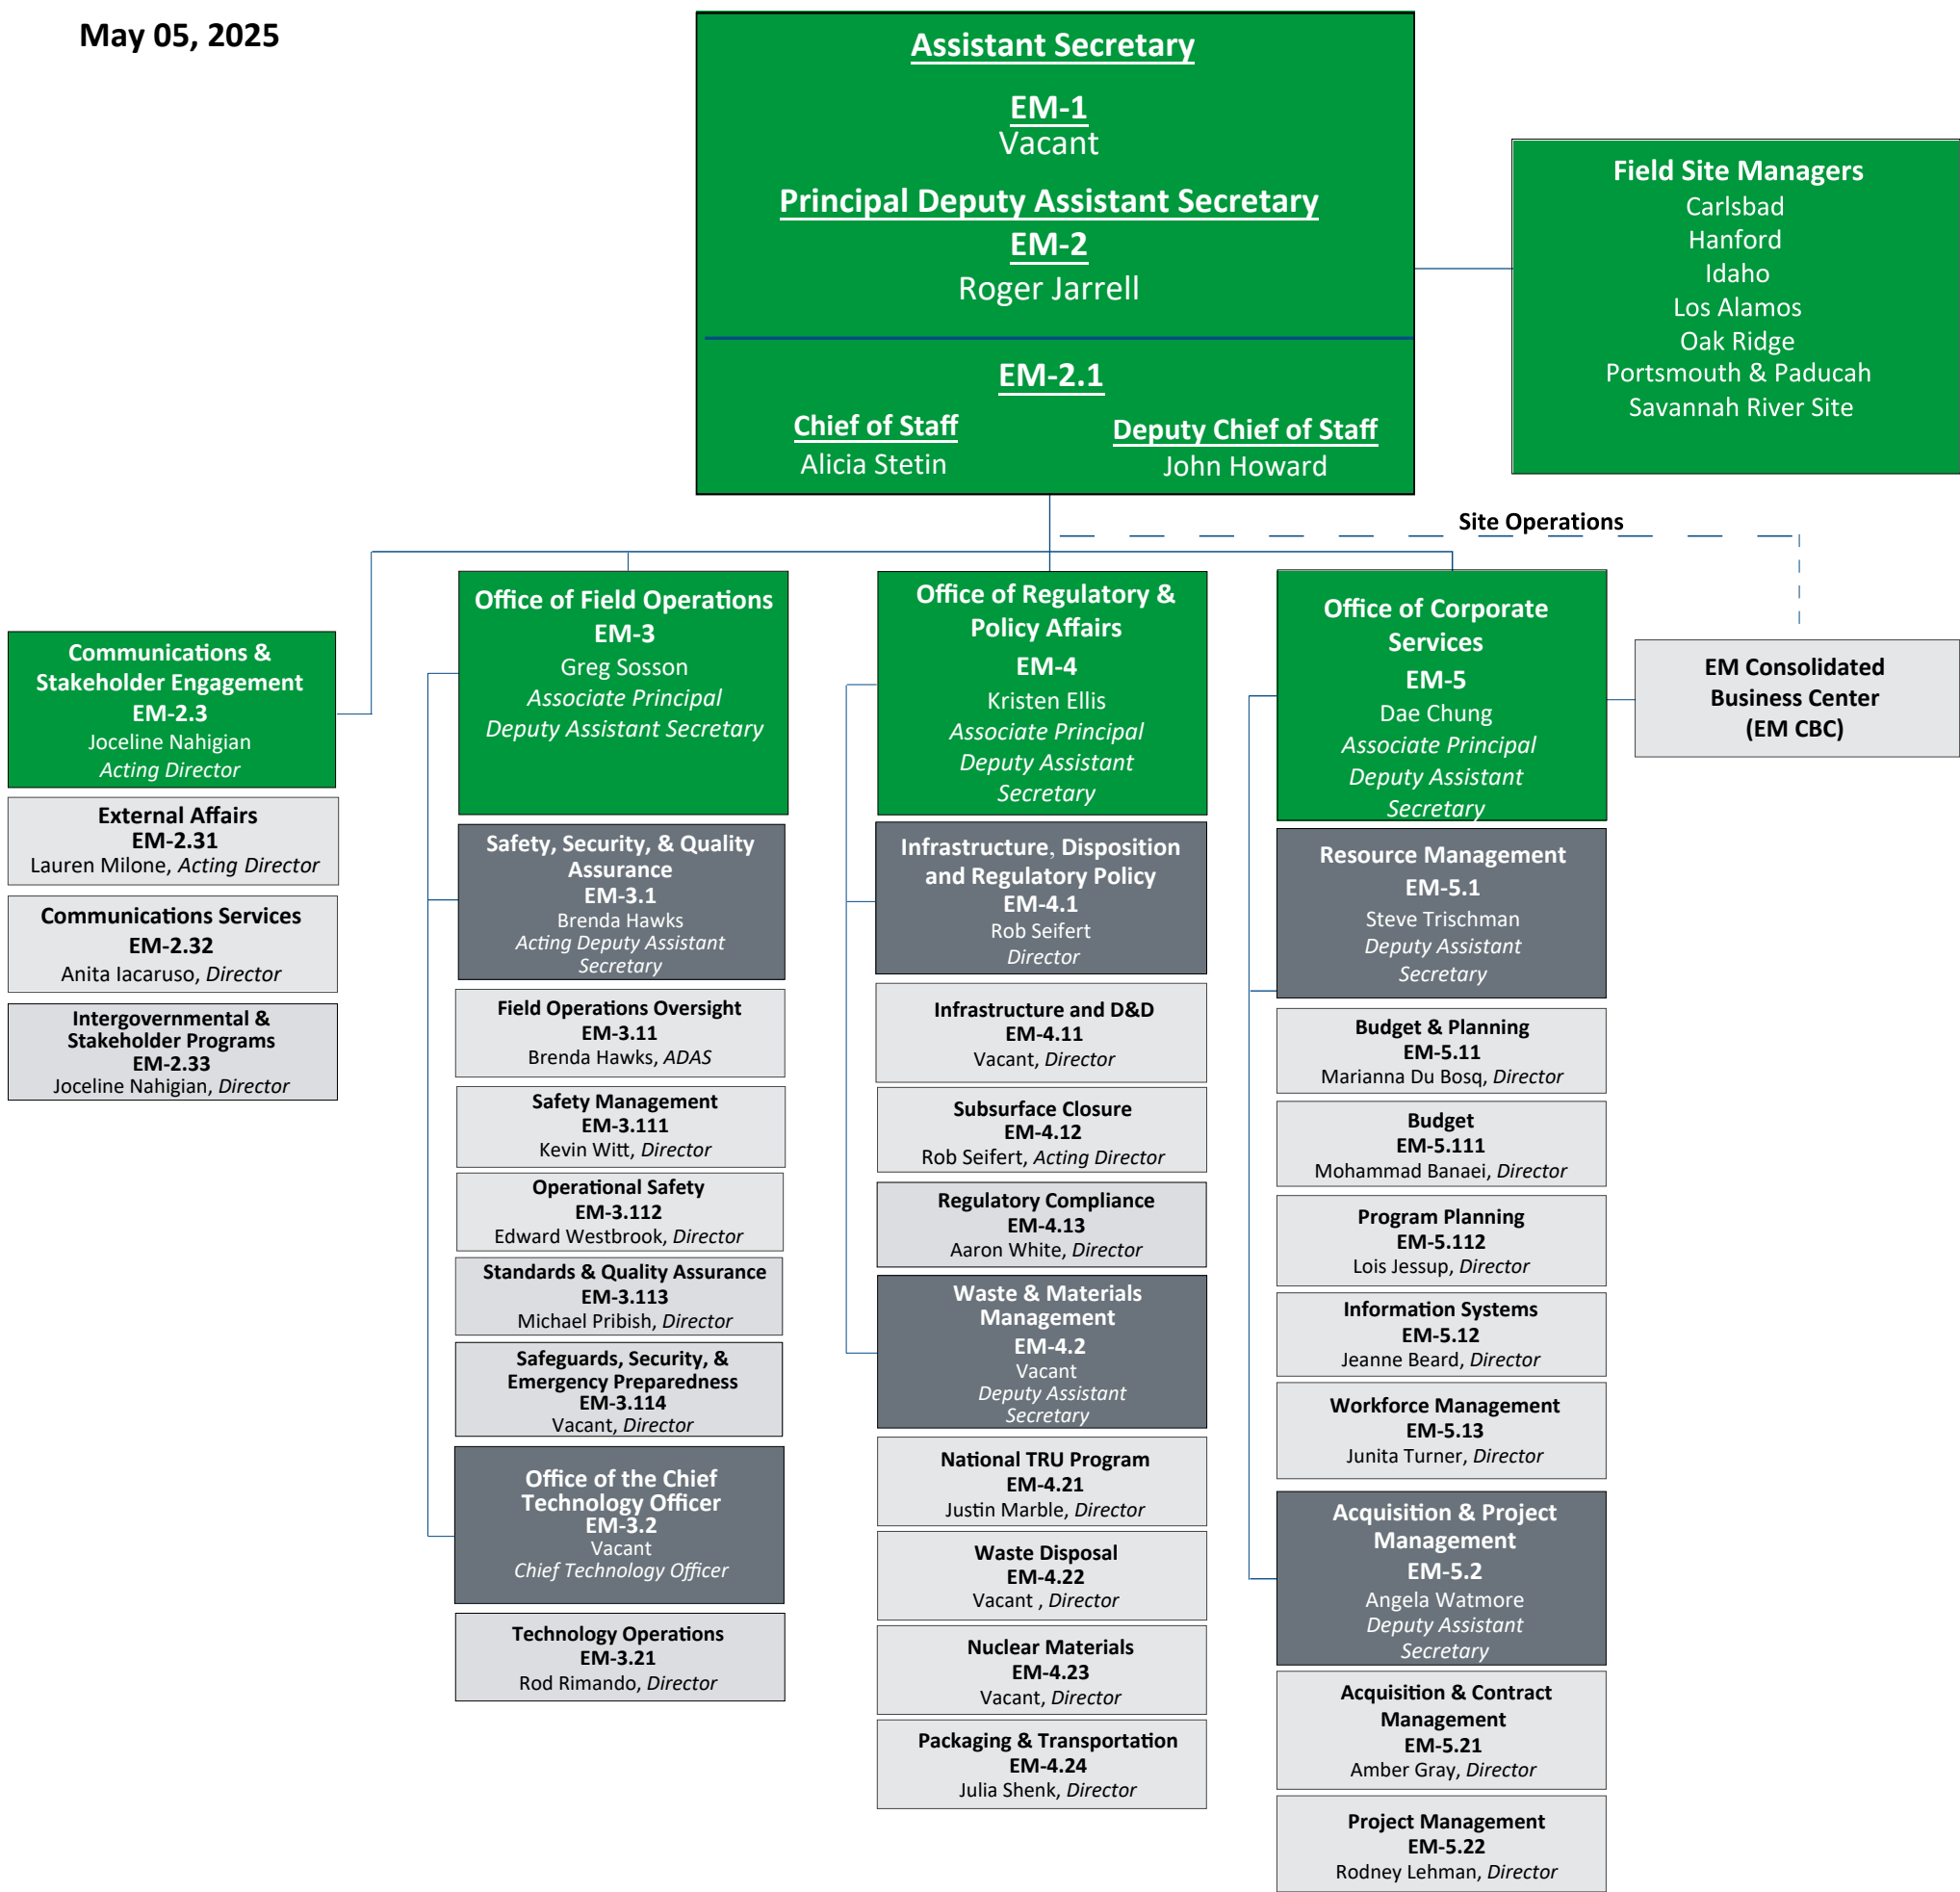 May 05, 2025
Assistant Secretary
EM-1
Vacant
Principal Deputy Assistant Secretary
EM-2
Roger Jarrell
EM-2.1
Chief of Staff
Alicia Stetin
Deputy Chief of Staff
John Howard
Field Site Managers
Carlsbad
Hanford
Idaho
Los Alamos
Oak Ridge
Portsmouth & Paducah
Savannah River Site
Site Operations
Communications &
Stakeholder Engagement
EM-2.3
Joceline Nahigian
Acting Director
External Affairs
EM-2.31
Lauren Milone, Acting Director
Communications Services
EM-2.32
Anita Iacaruso, Director
Intergovernmental &
Stakeholder Programs
EM-2.33
Joceline Nahigian, Director
Office of Field Operations
EM-3
Greg Sosson
Associate Principal
Deputy Assistant Secretary
Safety, Security, & Quality
Assurance
EM-3.1
Brenda Hawks
Acting Deputy Assistant
Secretary
Field Operations Oversight
EM-3.11
Brenda Hawks, ADAS
Safety Management
EM-3.111
Kevin Witt, Director
Operational Safety
EM-3.112
Edward Westbrook, Director
Standards & Quality Assurance
EM-3.113
Michael Pribish, Director
Safeguards, Security, &
Emergency Preparedness
EM-3.114
Vacant, Director
Office of the Chief
Technology Officer
EM-3.2
Vacant
Chief Technology Officer
Technology Operations
EM-3.21
Rod Rimando, Director
Office of Regulatory &
Policy Affairs
EM-4
Kristen Ellis
Associate Principal
Deputy Assistant
Secretary
Infrastructure, Disposition
and Regulatory Policy
EM-4.1
Rob Seifert
Director
Infrastructure and D&D
EM-4.11
Vacant, Director
Subsurface Closure
EM-4.12
Rob Seifert, Acting Director
Regulatory Compliance
EM-4.13
Aaron White, Director
Waste & Materials
Management
EM-4.2
Vacant
Deputy Assistant
Secretary
National TRU Program
EM-4.21
Justin Marble, Director
Waste Disposal
EM-4.22
Vacant , Director
Nuclear Materials
EM-4.23
Vacant, Director
Packaging & Transportation
EM-4.24
Julia Shenk, Director
Office of Corporate
Services
EM-5
Dae Chung
Associate Principal
Deputy Assistant
Secretary
Resource Management
EM-5.1
Steve Trischman
Deputy Assistant
Secretary
Budget & Planning
EM-5.11
Marianna Du Bosq, Director
Budget
EM-5.111
Mohammad Banaei, Director
Program Planning
EM-5.112
Lois Jessup, Director
Information Systems
EM-5.12
Jeanne Beard, Director
Workforce Management
EM-5.13
Junita Turner, Director
Acquisition & Project
Management
EM-5.2
Angela Watmore
Deputy Assistant
Secretary
Acquisition & Contract
Management
EM-5.21
Amber Gray, Director
Project Management
EM-5.22
Rodney Lehman, Director
EM Consolidated
Business Center
(EM CBC)